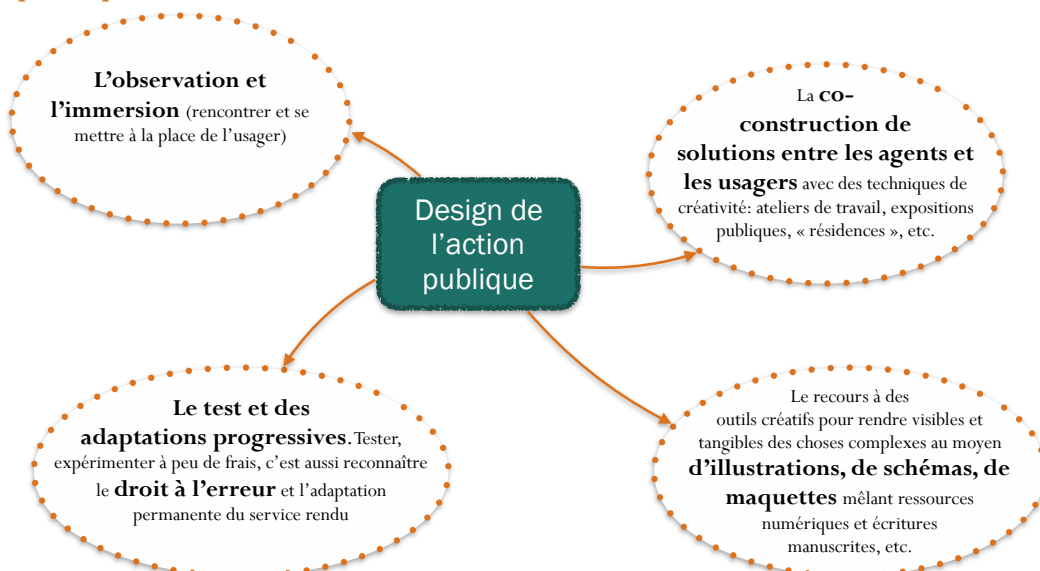 L'observation et
l'immersion (rencontrer et se
mettre à la place de l'usager)
La co-
construction de
solutions entre les agents et
les usagers avec des techniques de
créativité: ateliers de travail, expositions
publiques, « résidences », etc.
Design de
l'action
publique
Le test et des
adaptations progressives. Tester,
expérimenter à peu de frais, c'est aussi reconnaître
le droit à l'erreur et l'adaptation
permanente du service rendu
Le recours à des
outils créatifs pour rendre visibles et
tangibles des choses complexes au moyen
d'illustrations, de schémas, de
maquettes mêlant ressources
numériques et écritures
manuscrites, etc.